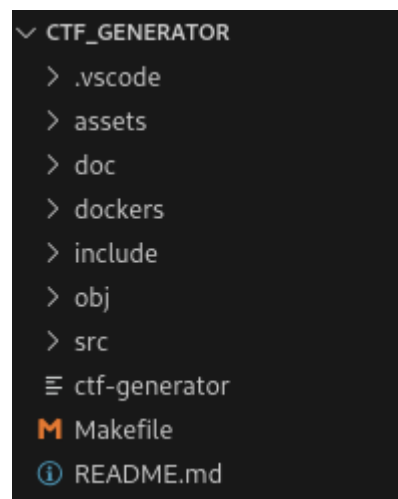 CTF_GENERATOR
.vscode
assets
doc
dockers
include
obj
src
ctf-generator
Makefile
README.md